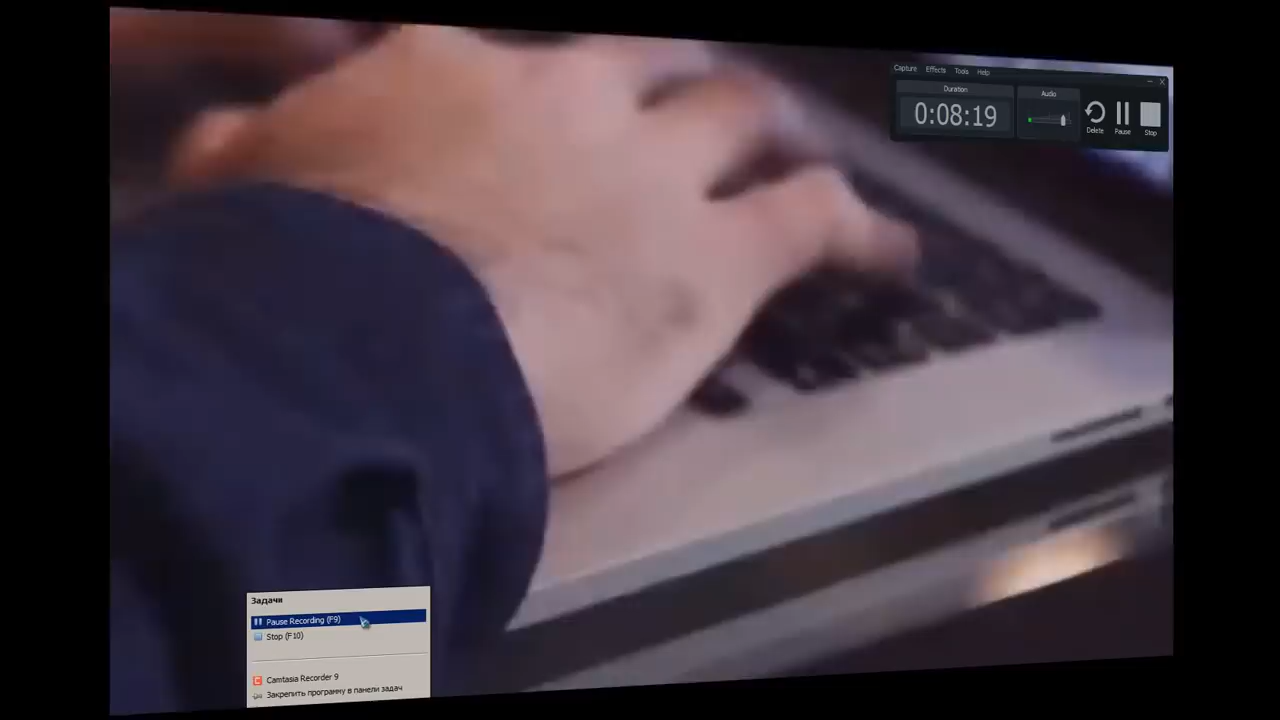 Capture Effects Tools Help
Duration
Audio
0:08:19
Delete Pause Stop
Задачи
Pause Recording (F9)
Stop (F10)
Camtasia Recorder 9
Закрепить программу в панели задач